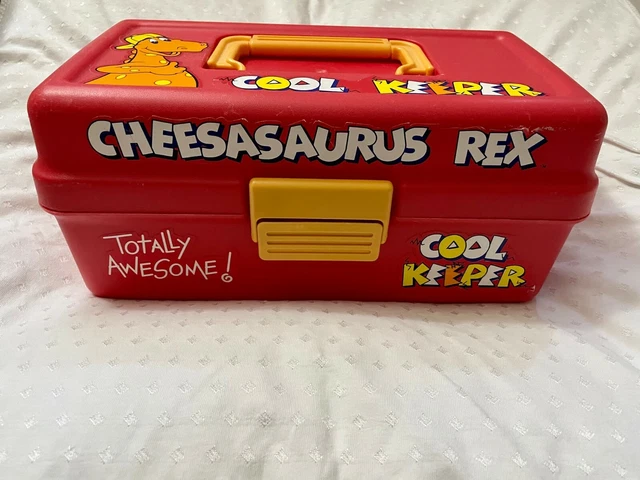 COOL KEEPER
CHEESASAURUS REX
TOTALLY
AWESOME!
COOL
KEEPER